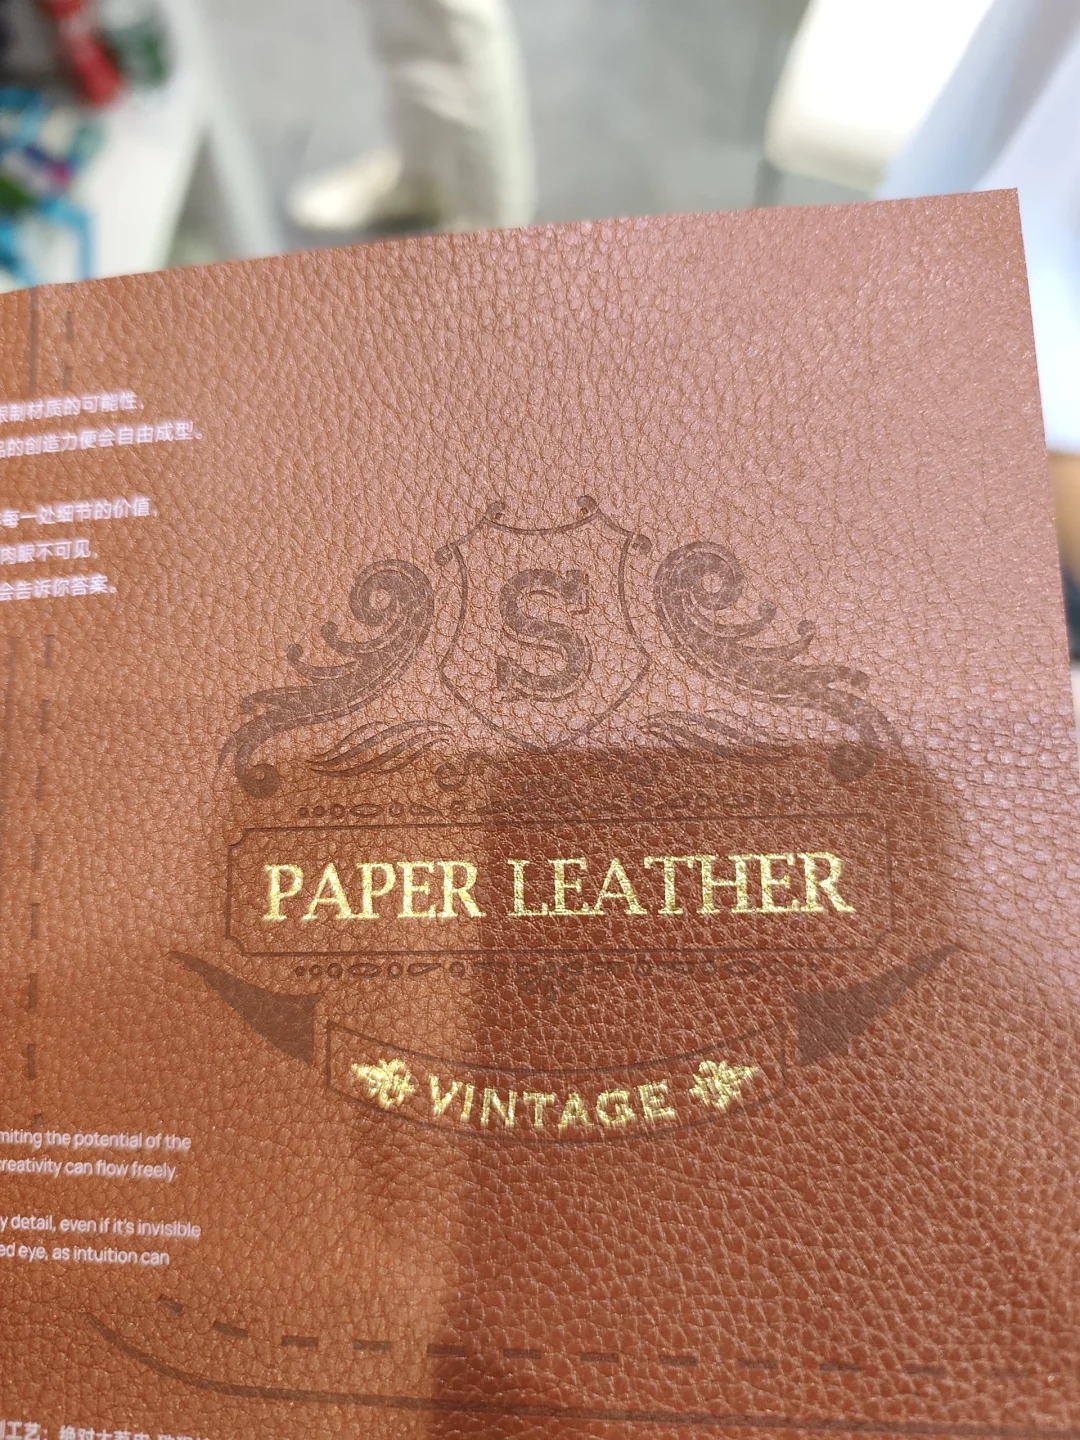 限制材质的可能性，
的创造力便会自由成型。
每一处细节的价值，
肉眼不可见，
会告诉你答案。
S
PAPER LEATHER
VINTAGE
miting the potential of the
creativity can flow freely
y detail, even if it's invisible
ed eye, as intuition can
工艺：